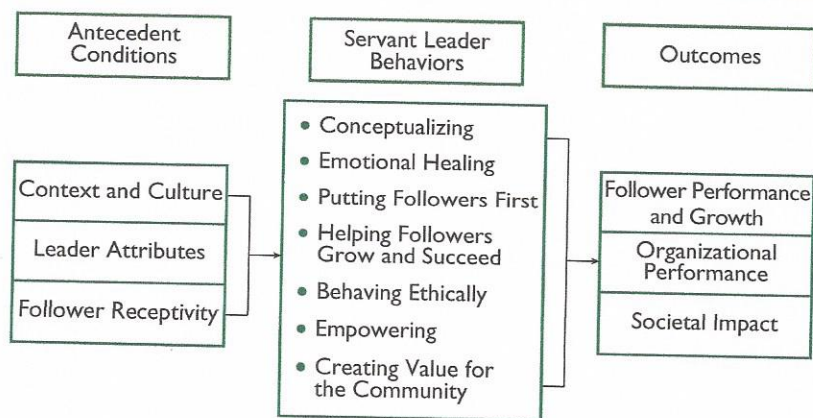 Antecedent
Conditions
Servant Leader
Behaviors
Outcomes
Context and Culture
Leader Attributes
Follower Receptivity
• Conceptualizing
• Emotional Healing
• Putting Followers First
• Helping Followers
Grow and Succeed
• Behaving Ethically
• Empowering
• Creating Value for
the Community
Follower Performance
and Growth
Organizational
Performance
Societal Impact